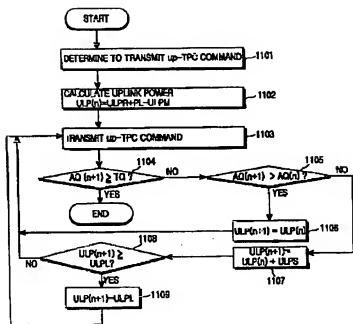 START
DETERMINE TO TRANSMIT up-TPC COMMAND
1101
CALCULATE UPLINK POWER
ULP(n)=ULPR+PL-ULPM
1102
TRANSMIT up-TPC COMMAND
1103
1104
AQ (n+1) ≧ TQ ?
NO
1105
AQ(n+1) > AQ(n) ?
YES
YES
NO
END
ULP(n+1) = ULP(n)
1106
1108
ULP(n+1) ≧
ULPL?
NO
ULP(n+1)=
ULP(n) + ULPS
1107
YES
ULP(n+1)=ULPL
1109